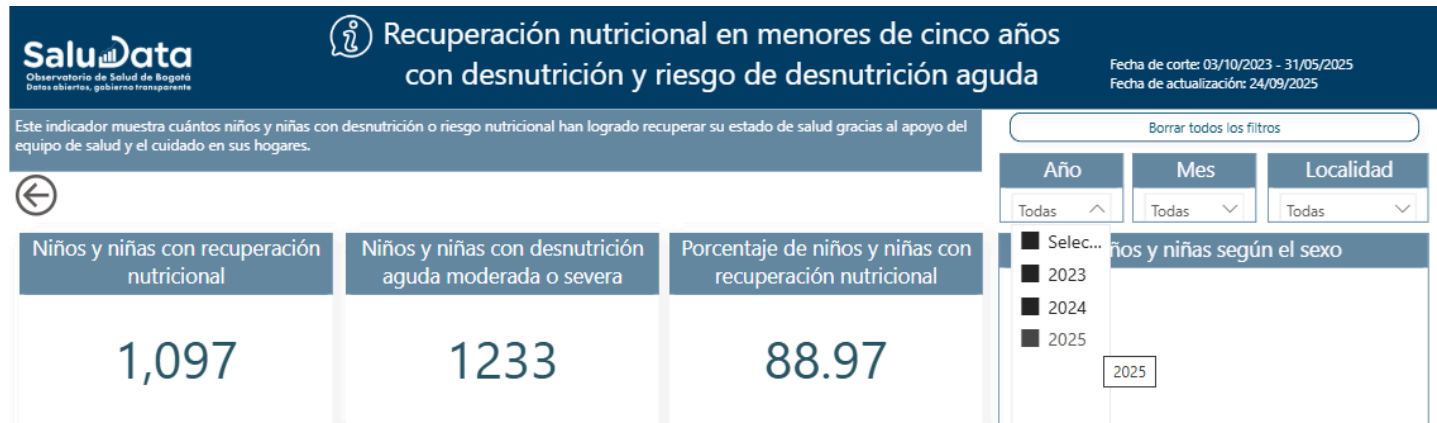 SaluData
Observatorio de Salud de Bogotá
Datos abiertos, gobierno transparente
Recuperación nutricional en menores de cinco años
con desnutrición y riesgo de desnutrición aguda
Fecha de corte: 03/10/2023 - 31/05/2025
Fecha de actualización: 24/09/2025
Este indicador muestra cuántos niños y niñas con desnutrición o riesgo nutricional han logrado recuperar su estado de salud gracias al apoyo del
equipo de salud y el cuidado en sus hogares.
Borrar todos los filtros
Año
Mes
Localidad
Todas
Todas
Todas
Selec...
2023
2024
2025
2025
Niños y niñas con recuperación
nutricional
1,097
Niños y niñas con desnutrición
aguda moderada o severa
1233
Porcentaje de niños y niñas con
recuperación nutricional
88.97
ños y niñas según el sexo